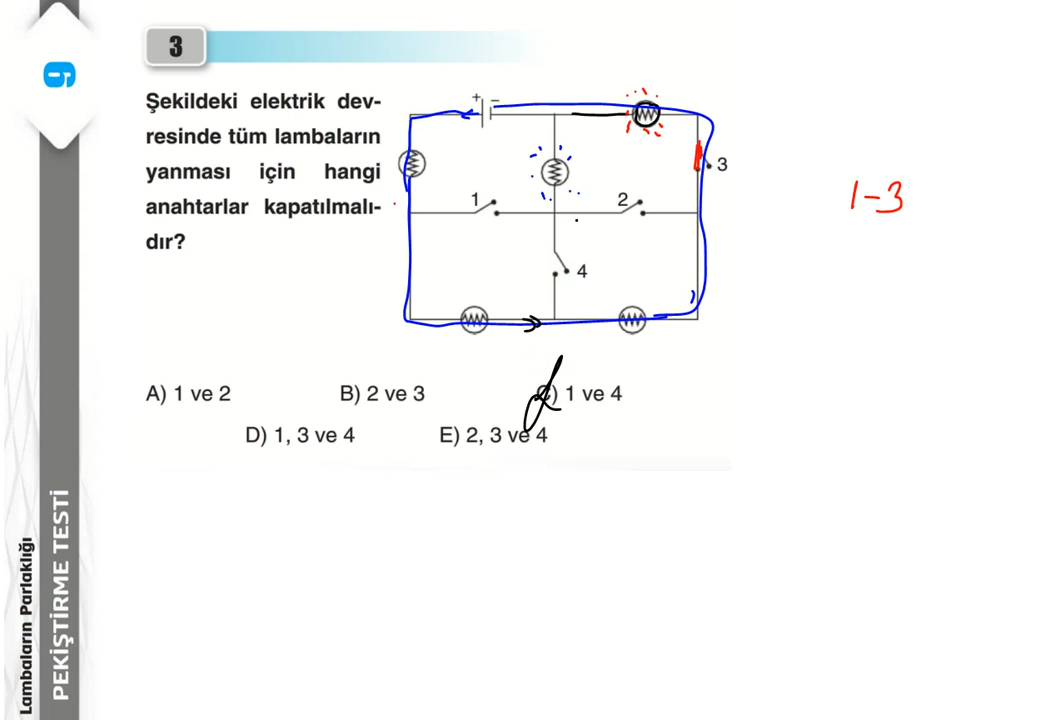 9
3
Şekildeki elektrik dev-
resinde tüm lambaların
yanması için hangi
anahtarlar kapatılmalı-
dır?
+ −
3
1
2
4
1-3
A) 1 ve 2
B) 2 ve 3
C) 1 ve 4
D) 1, 3 ve 4
E) 2, 3 ve 4
Lambaların Parlaklığı
PEKİŞTİRME TESTİ